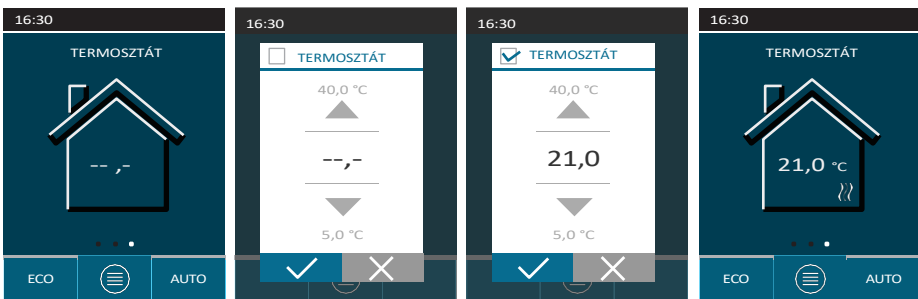 16:30
TERMOSZTÁT
-- ,-
ECO
AUTO
16:30
TERMOSZTÁT
40,0 °C
--,-
5,0 °C
16:30
TERMOSZTÁT
40,0 °C
21,0
5,0 °C
16:30
TERMOSZTÁT
21,0 °C
ECO
AUTO